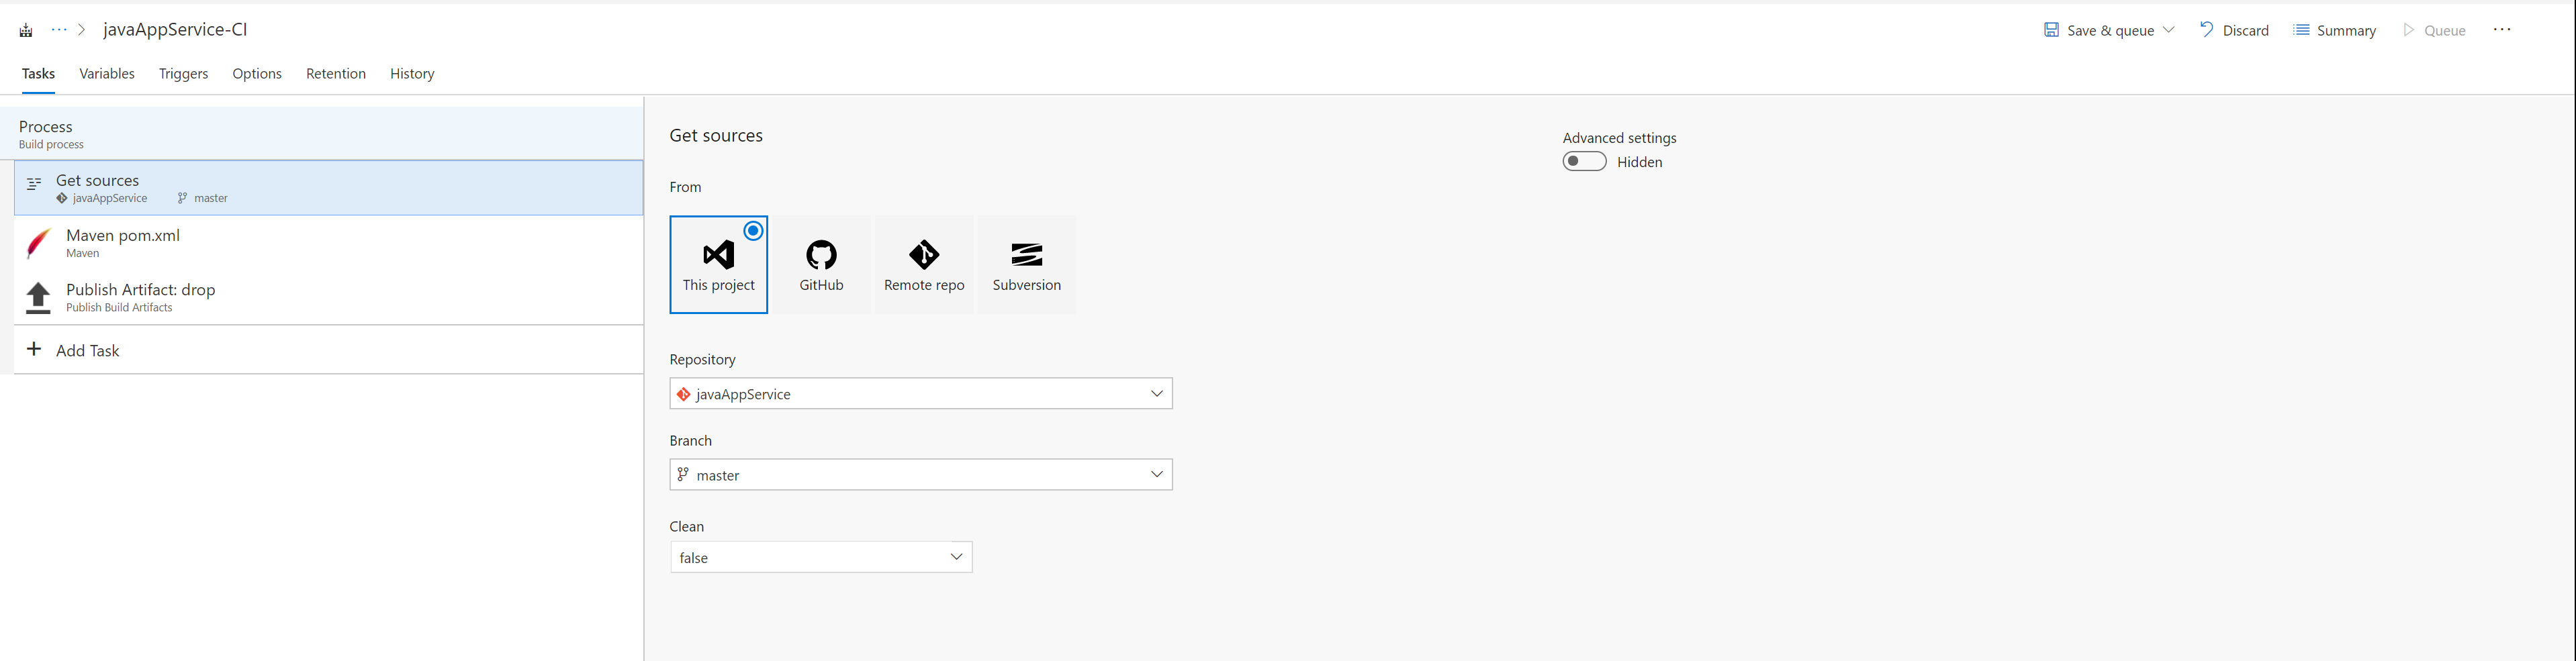 javaAppService-CI
Save & queue
Discard
Summary
Queue
Tasks
Variables
Triggers
Options
Retention
History
Process
Build process
Get sources
javaAppService
master
Maven pom.xml
Maven
Publish Artifact: drop
Publish Build Artifacts
Add Task
Get sources
Advanced settings
Hidden
From
This project
GitHub
Remote repo
Subversion
Repository
javaAppService
Branch
master
Clean
false